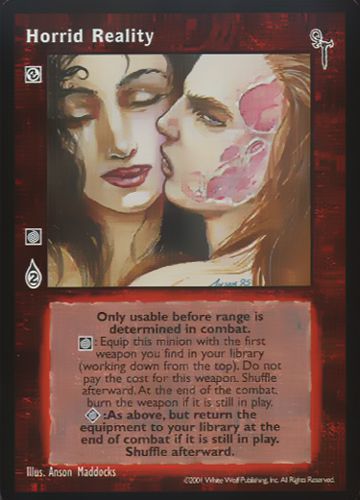 Horrid Reality
Anson 95
2
Only usable before range is
determined in combat.
: Equip this minion with the first
weapon you find in your library
(working down from the top). Do not
pay the cost for this weapon. Shuffle
afterward. At the end of the combat,
burn the weapon if it is still in play.
:As above, but return the
equipment to your library at the
end of combat if it is still in play.
Shuffle afterward.
Illus. Anson Maddocks
©2001 White Wolf Publishing, Inc. All Rights Reserved.